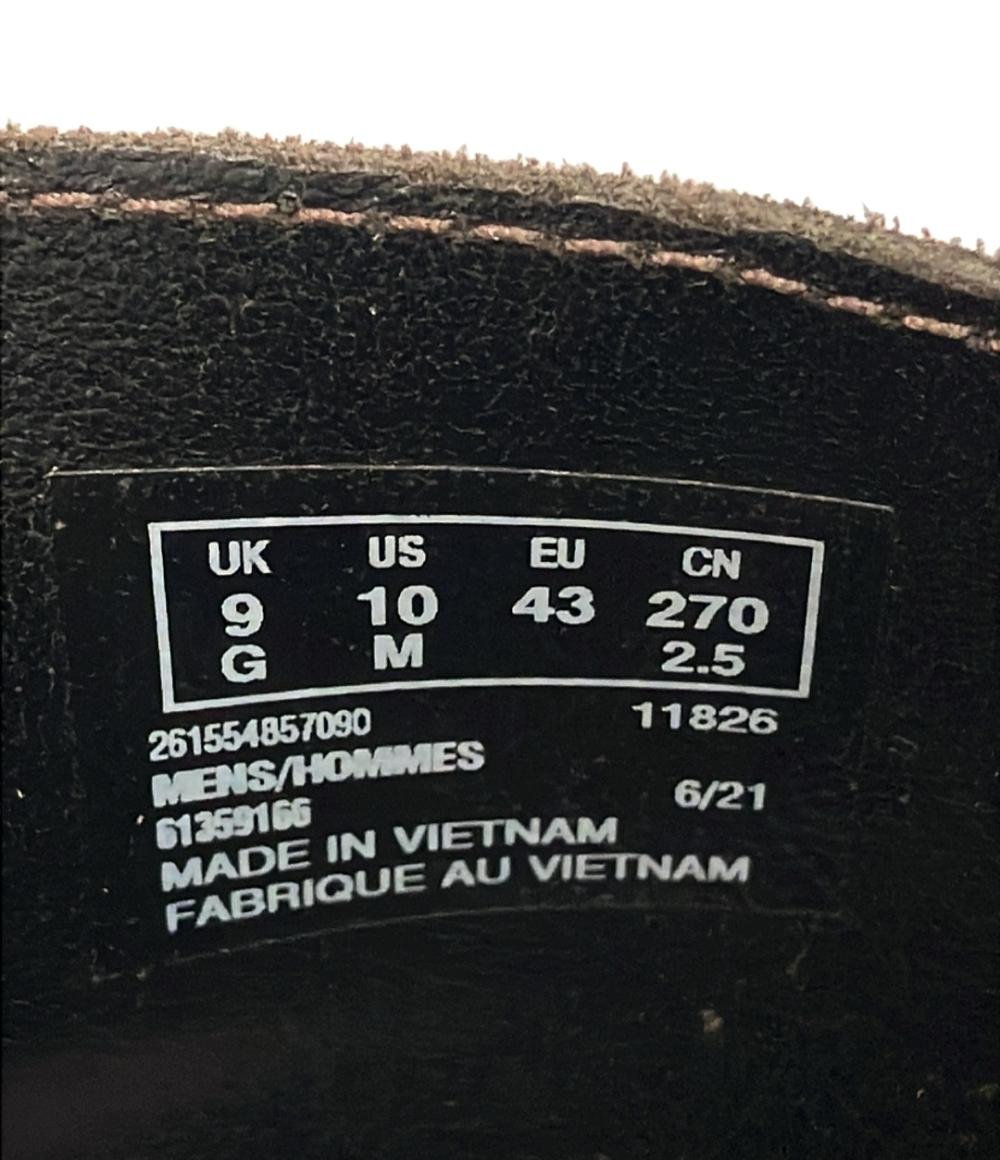 UK US EU CN
9 10 43 270
G M 2.5
261554857090 11826
MENS/HOMMES
61359166 6/21
MADE IN VIETNAM
FABRIQUE AU VIETNAM